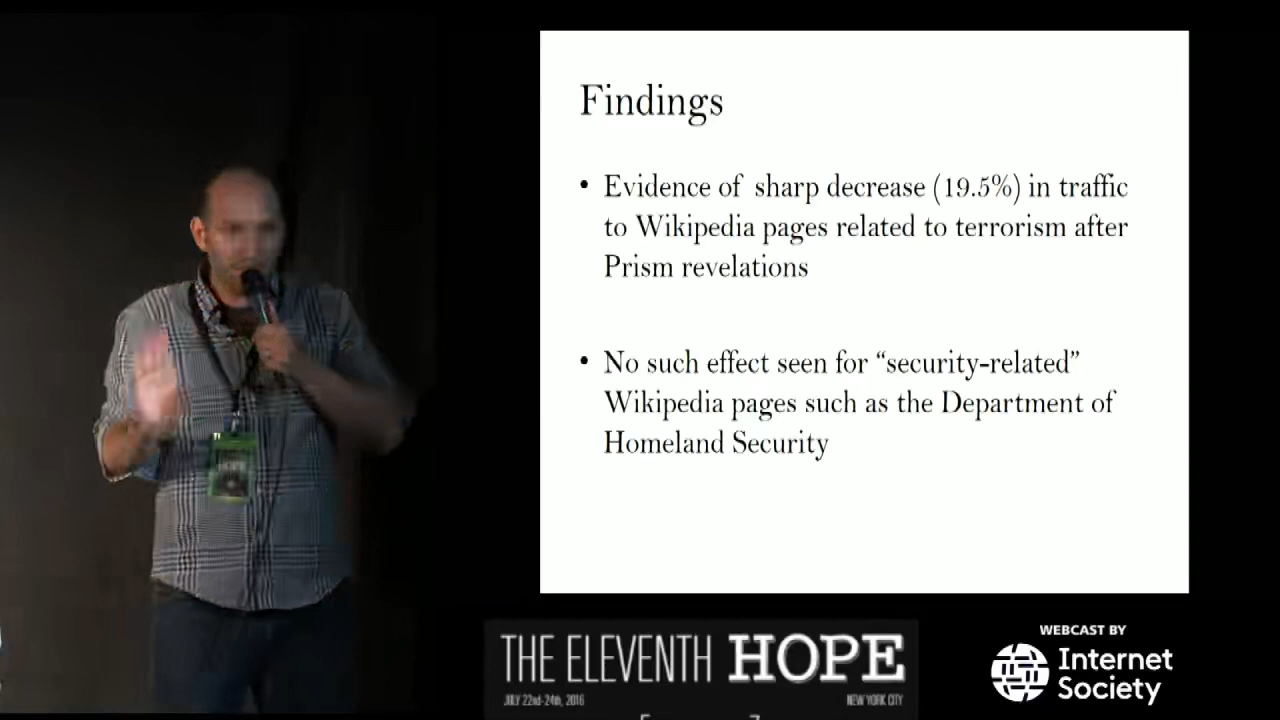 Findings
• Evidence of sharp decrease (19.5%) in traffic
to Wikipedia pages related to terrorism after
Prism revelations
• No such effect seen for “security-related”
Wikipedia pages such as the Department of
Homeland Security
THE ELEVENTH HOPE
JULY 22nd-24th, 2016
NEW YORK CITY
WEBCAST BY
Internet
Society